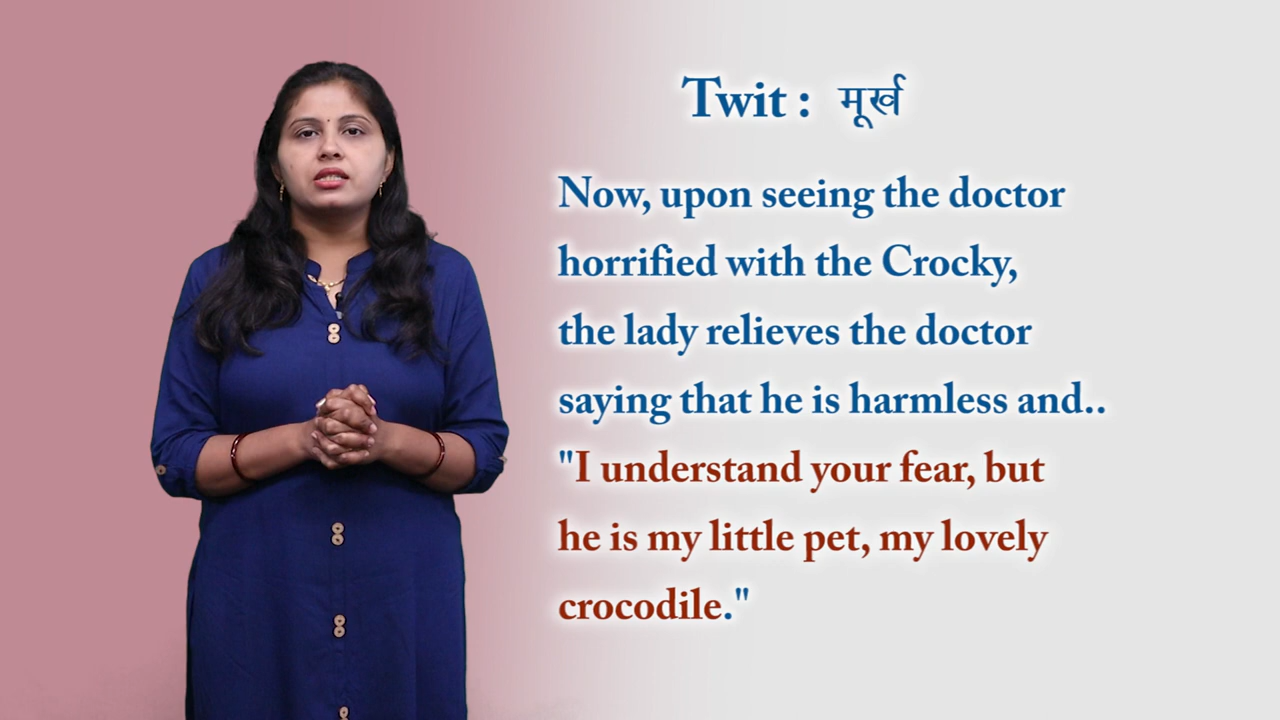 Twit : मूर्ख
Now, upon seeing the doctor
horrified with the Crocky,
the lady relieves the doctor
saying that he is harmless and..
"I understand your fear, but
he is my little pet, my lovely
crocodile."